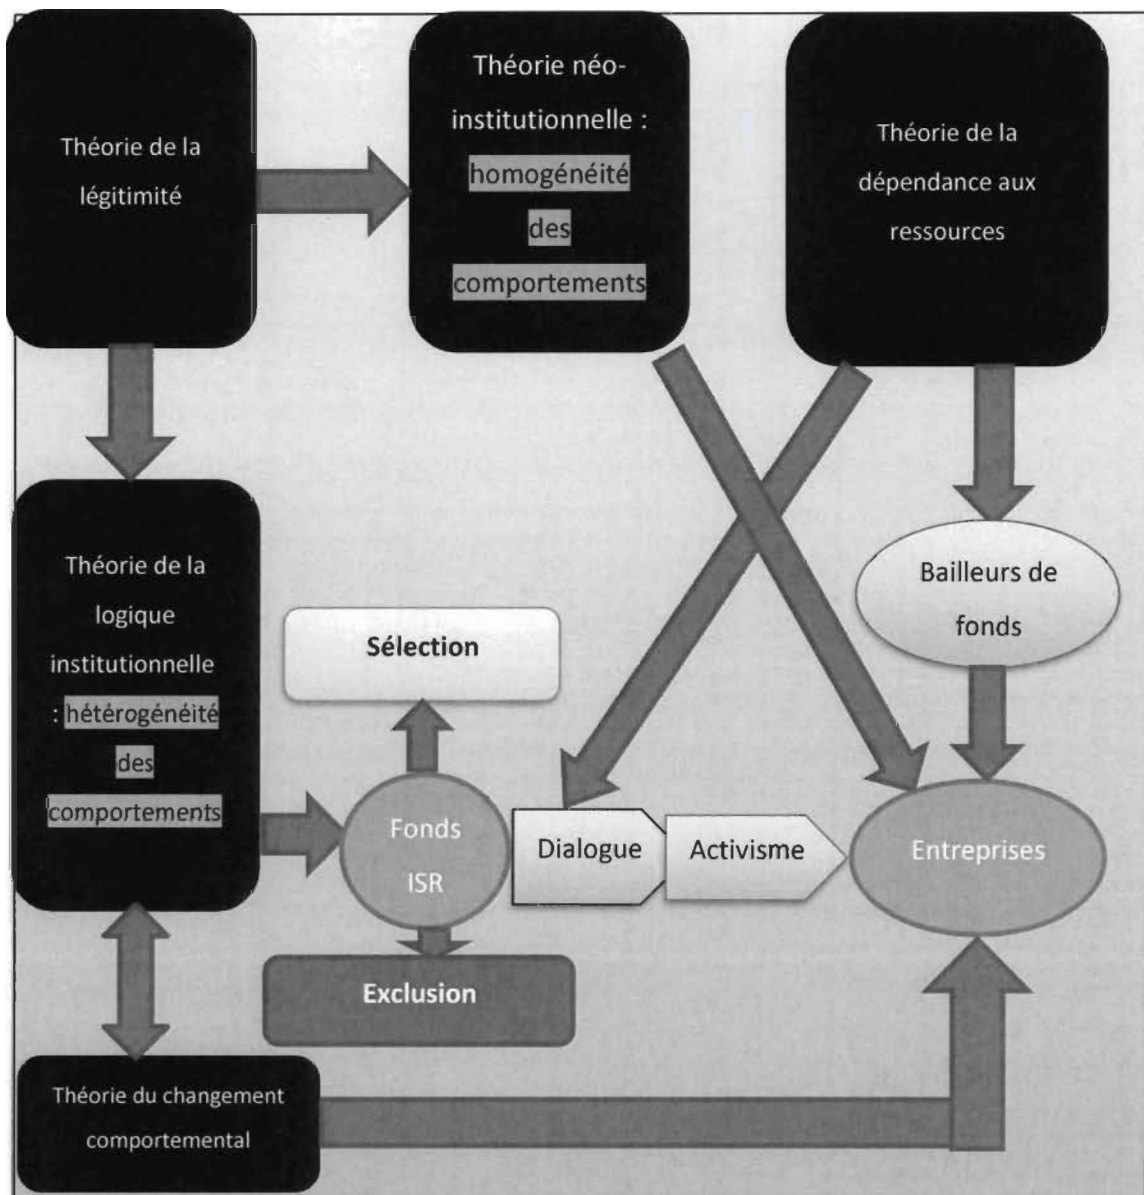 Théorie de la
légitimité
Théorie néo-
institutionnelle :
homogénéité
des
comportements
Théorie de la
dépendance aux
ressources
Théorie de la
logique
institutionnelle
: hétérogénéité
des
comportements
Sélection
Bailleurs de
fonds
Fonds
ISR
Dialogue
Activisme
Entreprises
Exclusion
Théorie du changement
comportemental